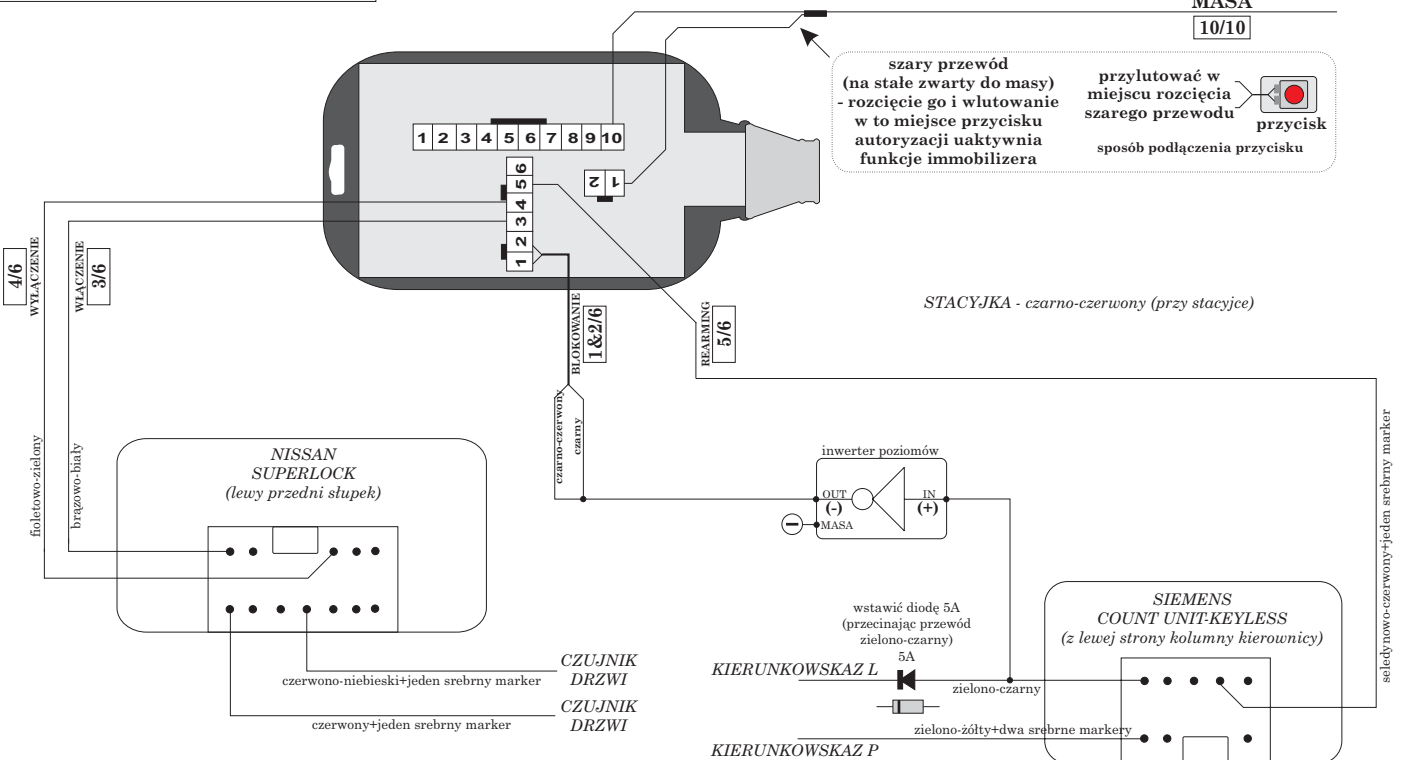 MASA
10/10
szary przewód
(na stałe zwarty do masy)
- rozcięcie go i wlutowanie
w to miejsce przycisku
autoryzacji uaktywnia
funkcje immobilizera
przylutować w
miejscu rozcięcia
szarego przewodu
przycisk
sposób podłączenia przycisku
1 2 3 4 5 6 7 8 9 10
1 2 3 4 5 6
2 1
4/6
WYŁĄCZENIE
WŁĄCZENIE
3/6
BLOKOWANIE
1&2/6
REARMING
5/6
STACYJKA - czarno-czerwony (przy stacyjce)
fioletowo-zielony
brązowo-biały
czarno-czerwony
czarny
seledynowo-czerwony+jeden srebrny marker
NISSAN
SUPERLOCK
(lewy przedni słupek)
inwerter poziomów
OUT
(-)
IN
(+)
MASA
wstawić diodę 5A
(przecinając przewód
zielono-czarny)
5A
SIEMENS
COUNT UNIT-KEYLESS
(z lewej strony kolumny kierownicy)
CZUJNIK
DRZWI
czerwono-niebieski+jeden srebrny marker
CZUJNIK
DRZWI
czerwony+jeden srebrny marker
KIERUNKOWSKAZ L
zielono-czarny
zielono-żółty+dwa srebrne markery
KIERUNKOWSKAZ P